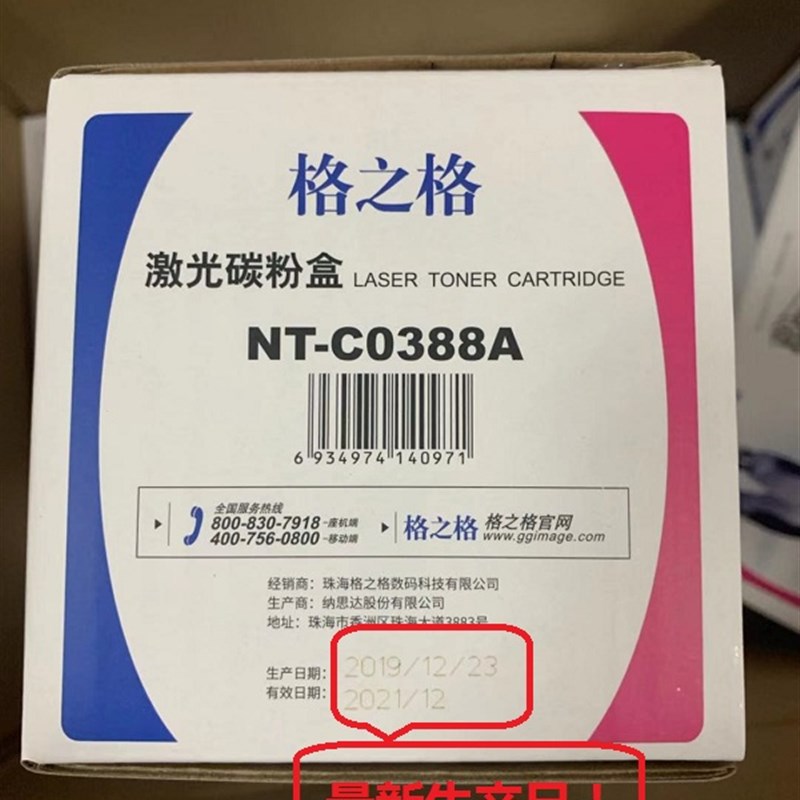 格之格
激光碳粉盒 LASER TONER CARTRIDGE
NT-C0388A
6 934974 140971
全国服务热线
800-830-7918-座机端
400-756-0800-移动端
格之格 格之格官网
www.ggimage.com
经销商：珠海格之格数码科技有限公司
生产商：纳思达股份有限公司
地址：珠海市香洲区珠海大道3883号
生产日期：2019/12/23
有效日期：2021/12
最新生产日